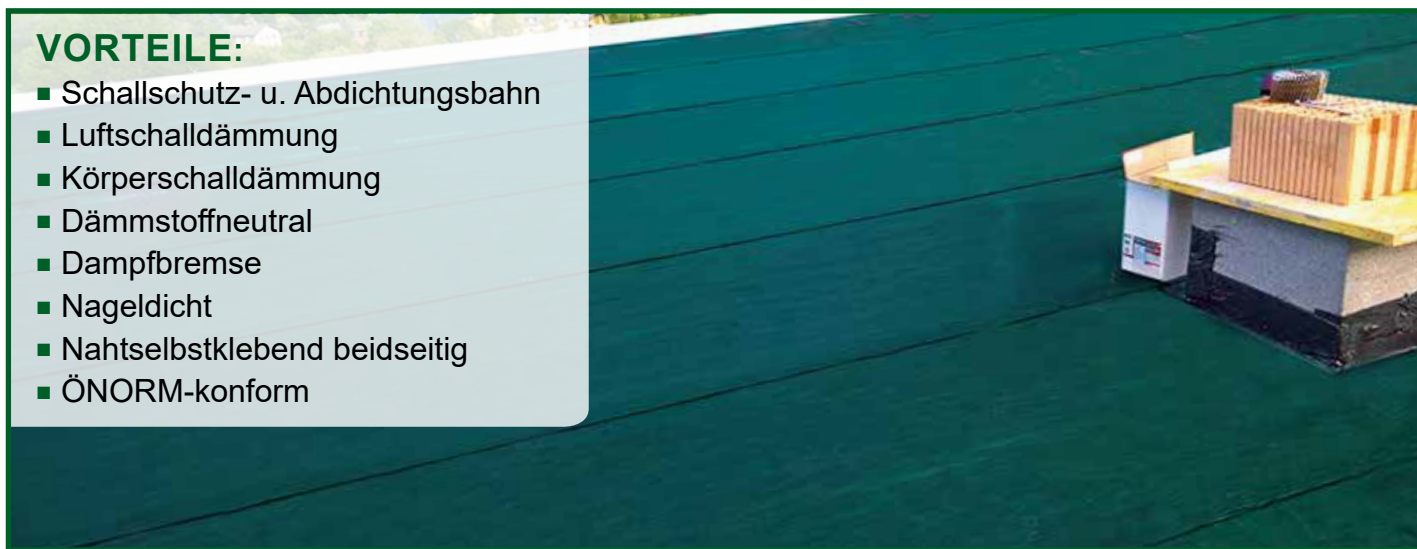 VORTEILE:
▪ Schallschutz- u. Abdichtungsbahn
▪ Luftschalldämmung
▪ Körperschalldämmung
▪ Dämmstoffneutral
▪ Dampfbremse
▪ Nageldicht
▪ Nahtselbstklebend beidseitig
▪ ÖNORM-konform